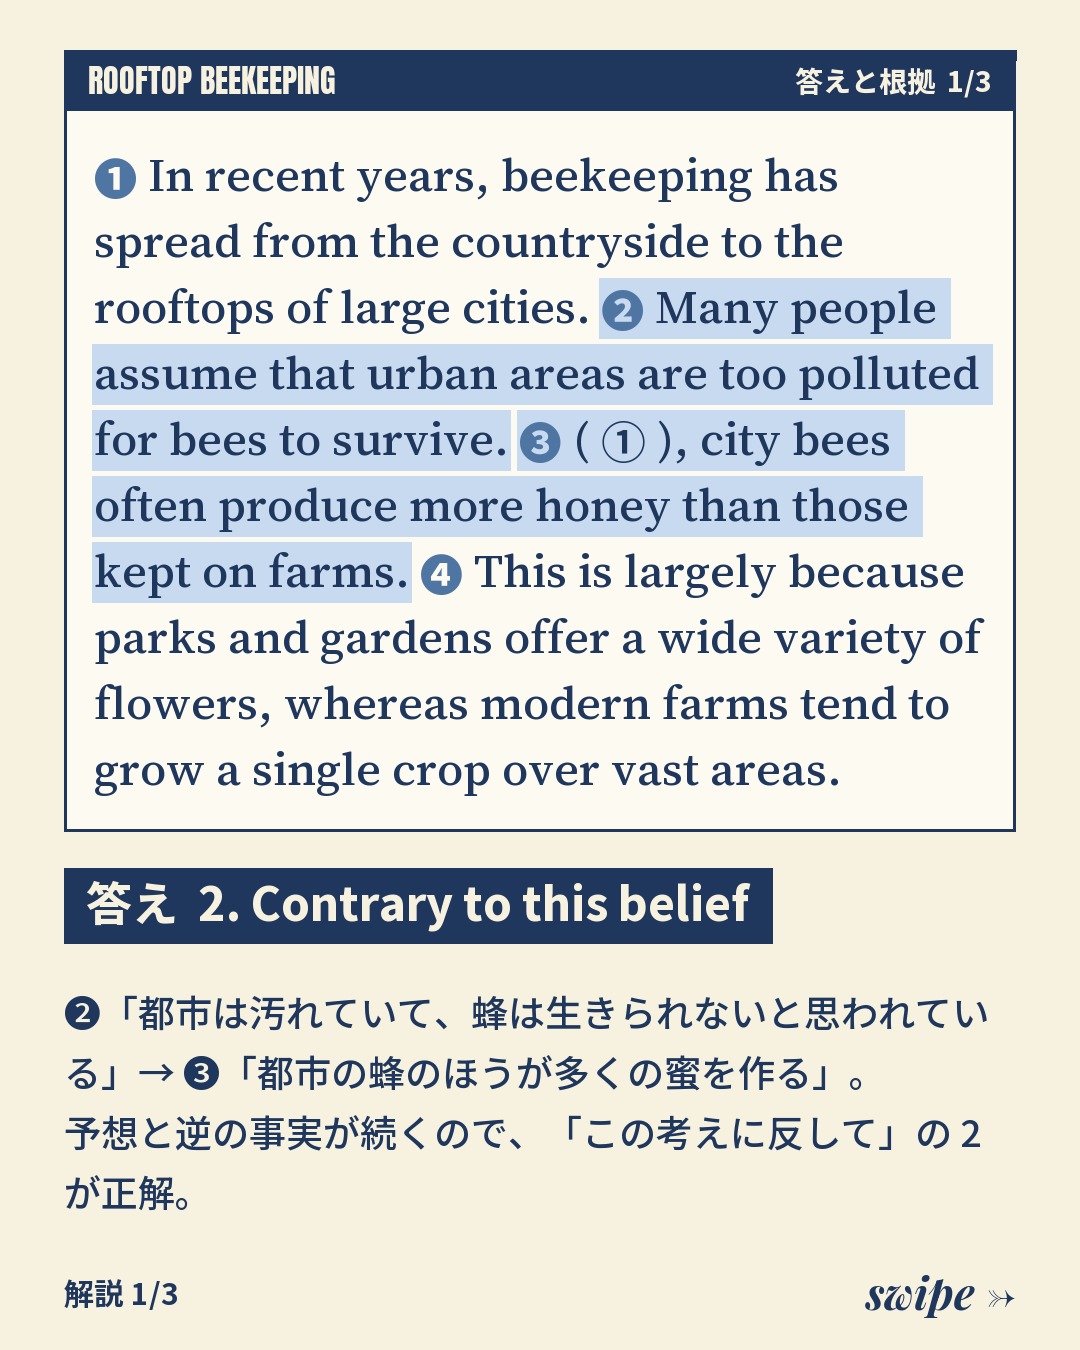 ROOFTOP BEEKEEPING
答えと根拠 1/3
❶ In recent years, beekeeping has
spread from the countryside to the
rooftops of large cities. ❷ Many people
assume that urban areas are too polluted
for bees to survive. ❸ ( ① ), city bees
often produce more honey than those
kept on farms. ❹ This is largely because
parks and gardens offer a wide variety of
flowers, whereas modern farms tend to
grow a single crop over vast areas.
答え 2. Contrary to this belief
❷「都市は汚れていて、蜂は生きられないと思われてい
る」→❸「都市の蜂のほうが多くの蜜を作る」。
予想と逆の事実が続くので、「この考えに反して」の 2
が正解。
解説 1/3
swipe